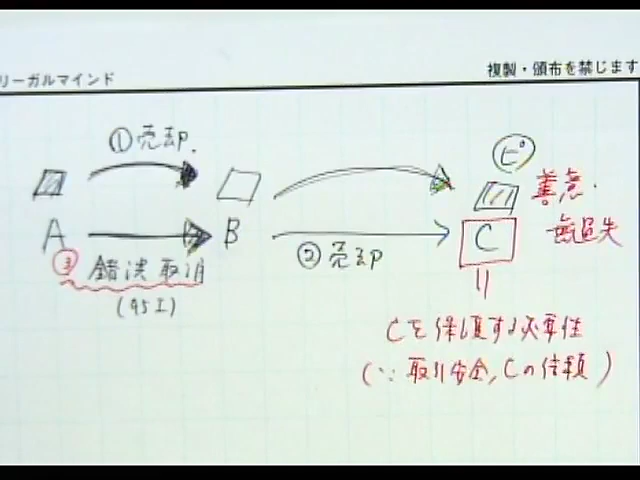 リーガルマインド
複製・頒布を禁じます
①売却.
ピ
善意・
無過失
A
B
C
③錯誤取消
(95Ⅰ)
②売却
Cを保護する必要性
(∵取引安全,Cの信頼)